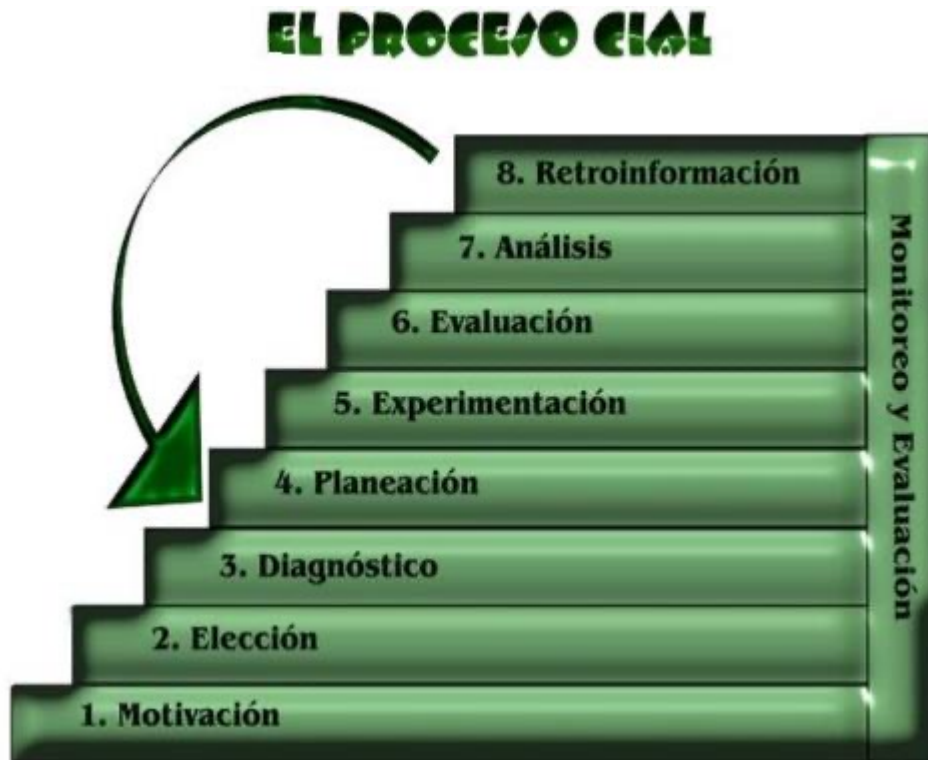 EL PROCESO CIAL
8. Retroinformación
7. Análisis
6. Evaluación
5. Experimentación
4. Planeación
3. Diagnóstico
2. Elección
1. Motivación
Monitoreo y Evaluación